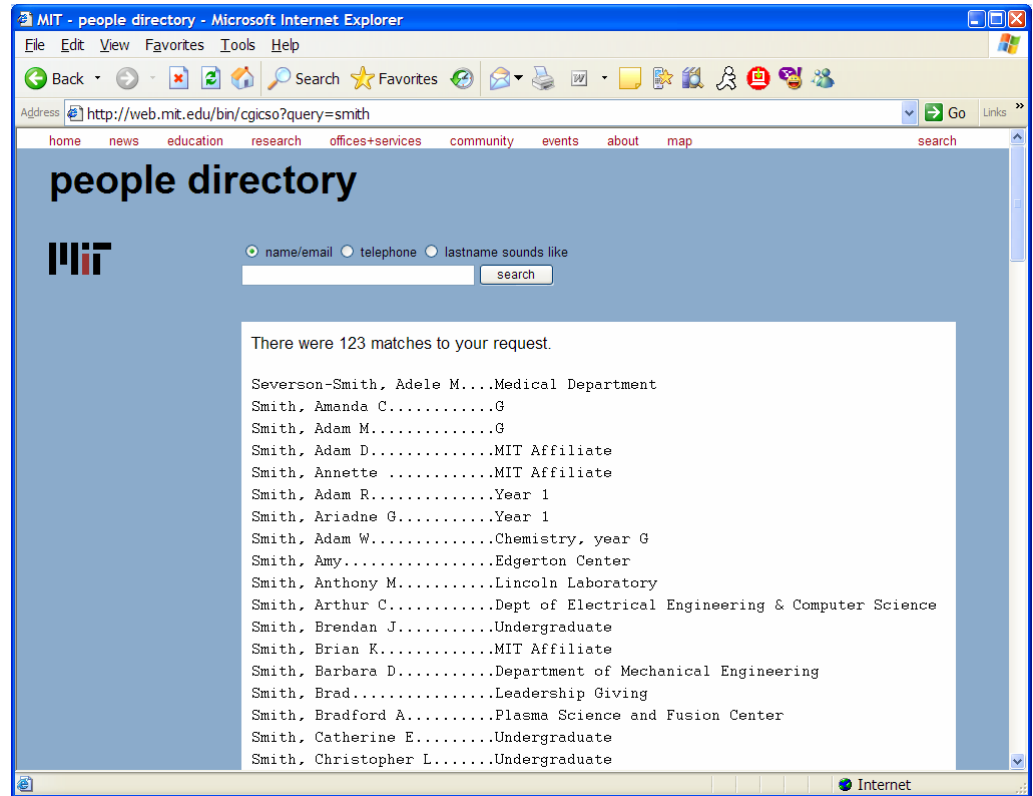 MIT - people directory - Microsoft Internet Explorer
File Edit View Favorites Tools Help
Back Search Favorites
Address http://web.mit.edu/bin/cgicso?query=smith Go Links »
home news education research offices+services community events about map search
people directory
MIT
name/email telephone lastname sounds like
search
There were 123 matches to your request.
Severson-Smith, Adele M....Medical Department
Smith, Amanda C............G
Smith, Adam M..............G
Smith, Adam D..............MIT Affiliate
Smith, Annette ............MIT Affiliate
Smith, Adam R..............Year 1
Smith, Ariadne G...........Year 1
Smith, Adam W..............Chemistry, year G
Smith, Amy.................Edgerton Center
Smith, Anthony M...........Lincoln Laboratory
Smith, Arthur C............Dept of Electrical Engineering & Computer Science
Smith, Brendan J...........Undergraduate
Smith, Brian K.............MIT Affiliate
Smith, Barbara D...........Department of Mechanical Engineering
Smith, Brad................Leadership Giving
Smith, Bradford A..........Plasma Science and Fusion Center
Smith, Catherine E.........Undergraduate
Smith, Christopher L.......Undergraduate
Internet